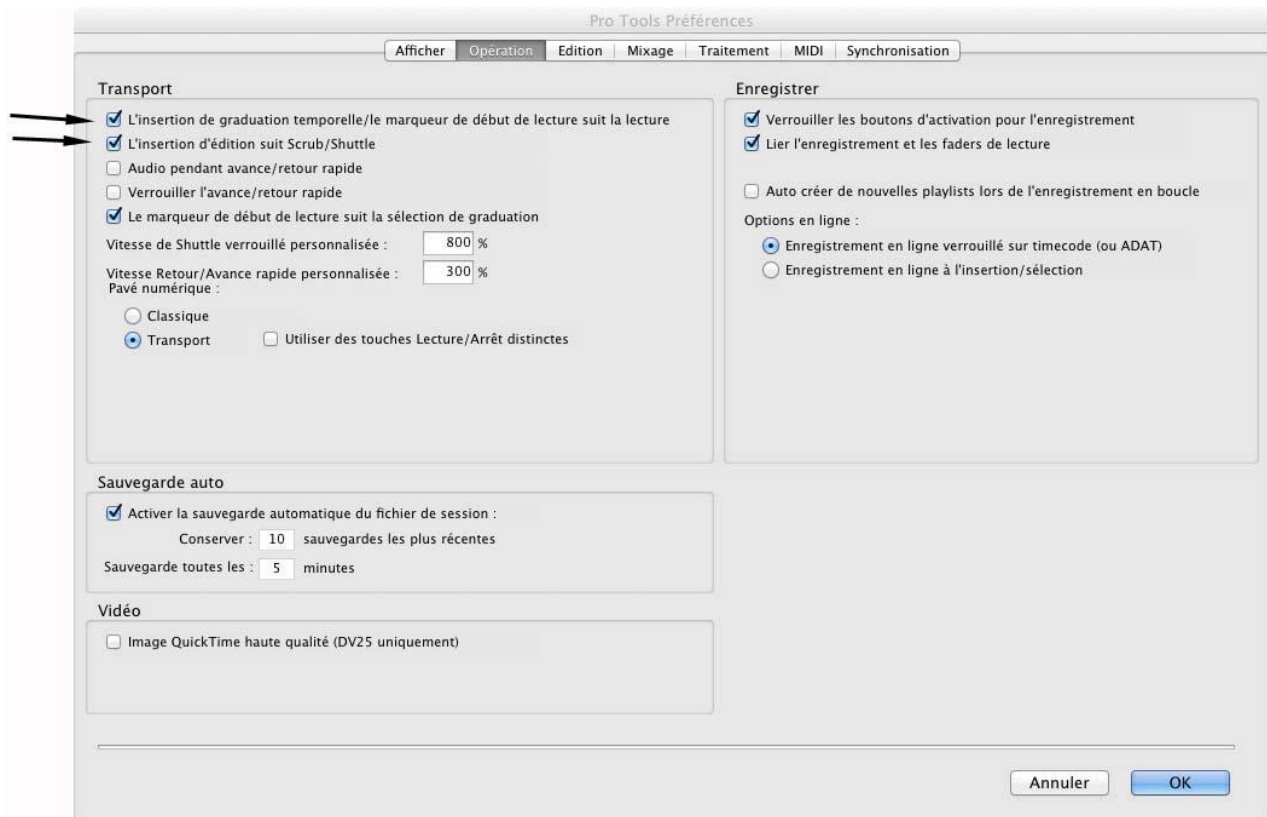 Pro Tools Préférences
Afficher Opération Edition Mixage Traitement MIDI Synchronisation
Transport
L'insertion de graduation temporelle/le marqueur de début de lecture suit la lecture
L'insertion d'édition suit Scrub/Shuttle
Audio pendant avance/retour rapide
Verrouiller l'avance/retour rapide
Le marqueur de début de lecture suit la sélection de graduation
Vitesse de Shuttle verrouillé personnalisée : 800 %
Vitesse Retour/Avance rapide personnalisée : 300 %
Pavé numérique :
Classique
Transport Utiliser des touches Lecture/Arrêt distinctes
Enregistrer
Verrouiller les boutons d'activation pour l'enregistrement
Lier l'enregistrement et les faders de lecture
Auto créer de nouvelles playlists lors de l'enregistrement en boucle
Options en ligne :
Enregistrement en ligne verrouillé sur timecode (ou ADAT)
Enregistrement en ligne à l'insertion/sélection
Sauvegarde auto
Activer la sauvegarde automatique du fichier de session :
Conserver : 10 sauvegardes les plus récentes
Sauvegarde toutes les : 5 minutes
Vidéo
Image QuickTime haute qualité (DV25 uniquement)
Annuler OK